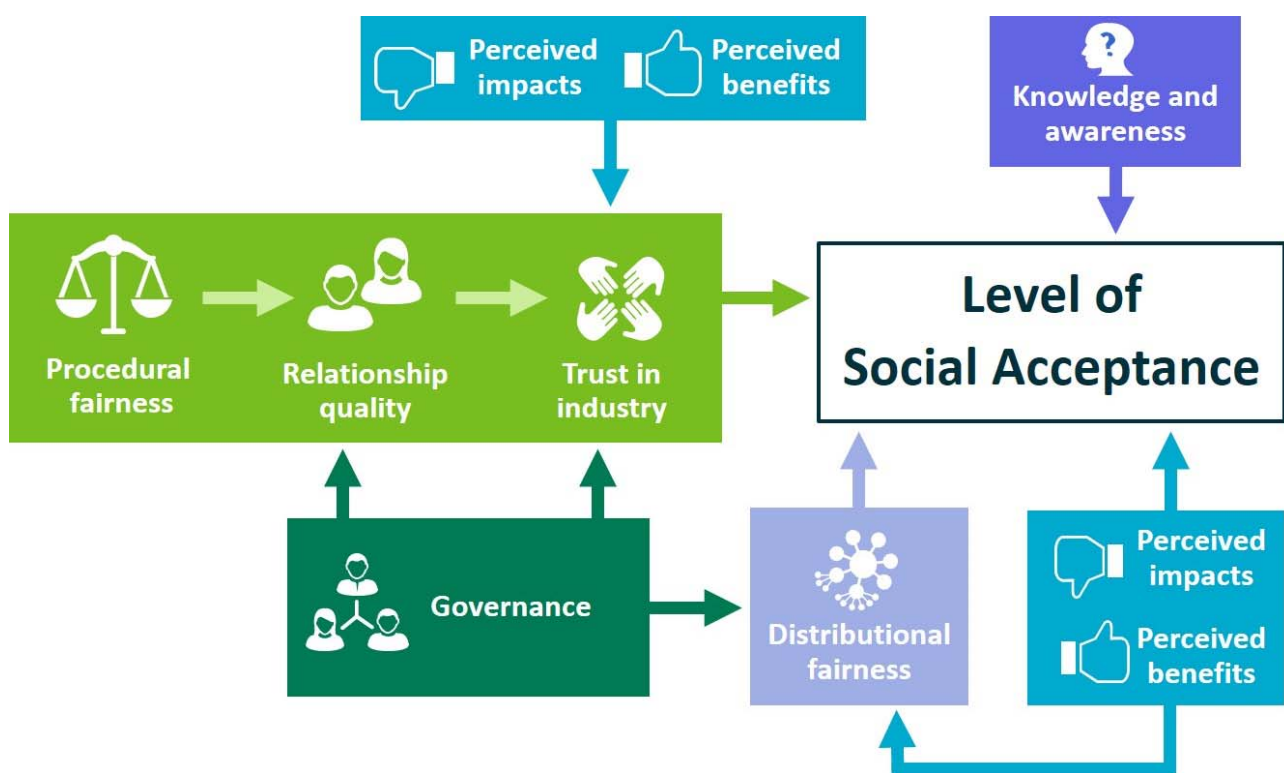 Perceived
impacts
Perceived
benefits
?
Knowledge and
awareness
Procedural
fairness
Relationship
quality
Trust in
industry
Level of
Social Acceptance
Governance
Distributional
fairness
Perceived
impacts
Perceived
benefits